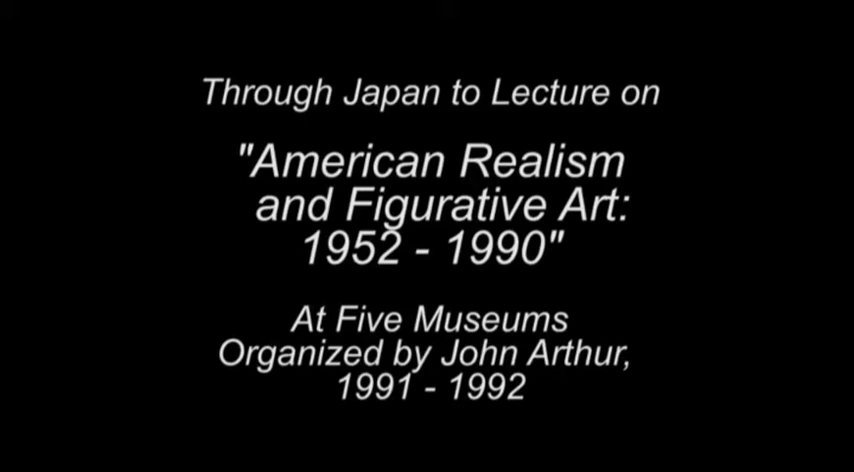 Through Japan to Lecture on
"American Realism
and Figurative Art:
1952 - 1990"
At Five Museums
Organized by John Arthur,
1991 - 1992